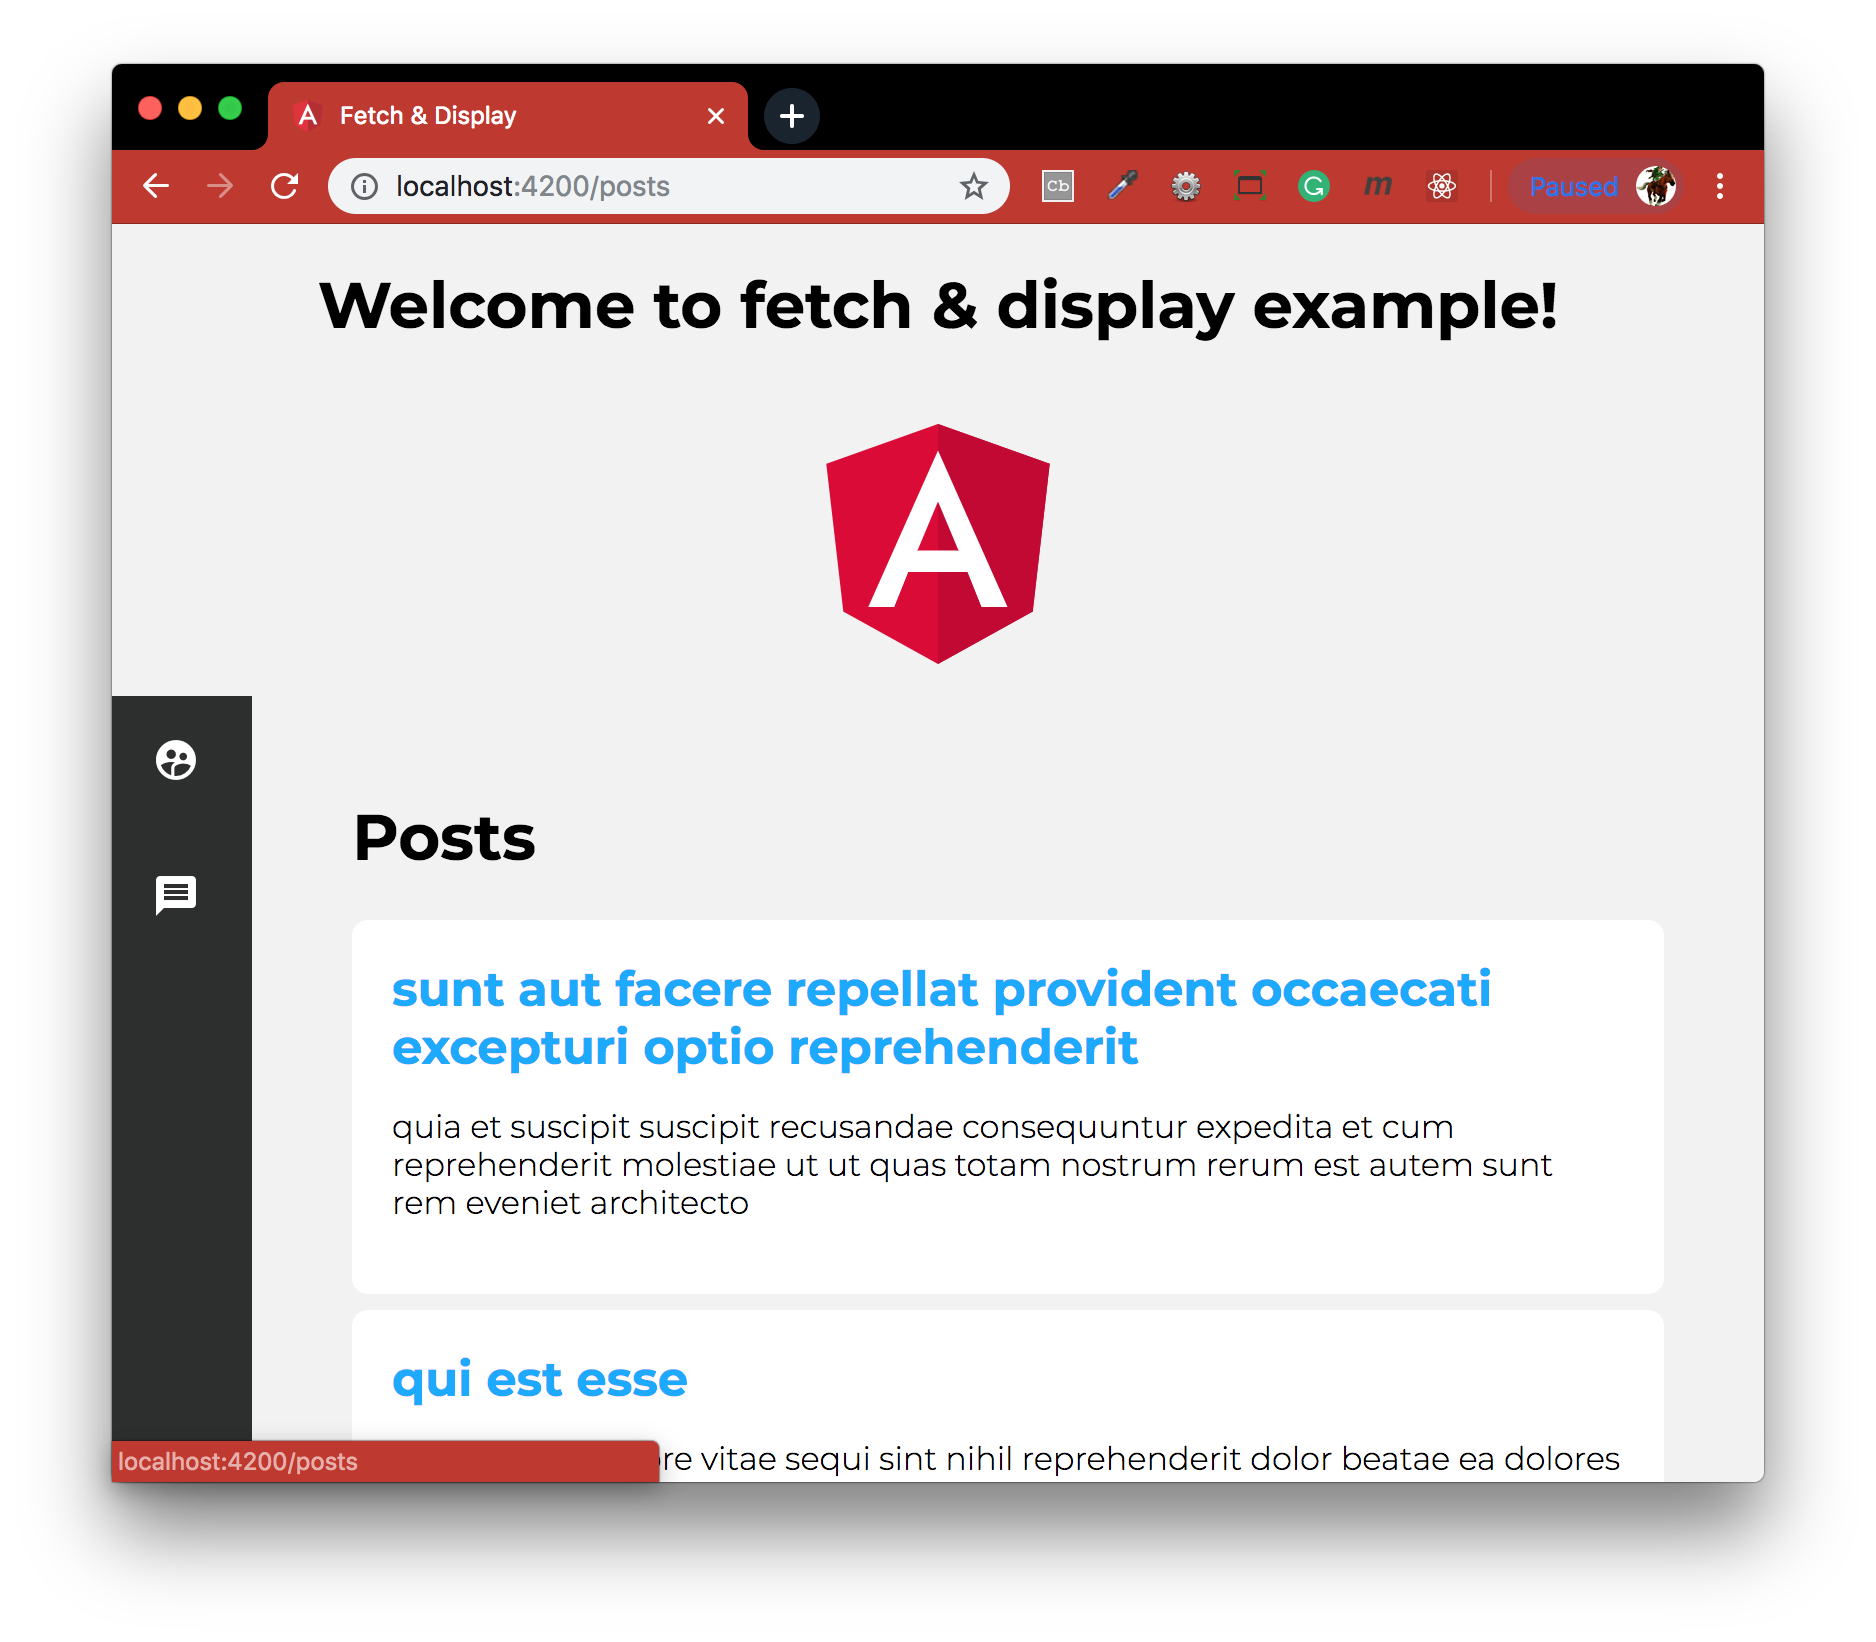 Fetch & Display
localhost:4200/posts
Cb
G
m
Paused
Welcome to fetch & display example!
A
Posts
sunt aut facere repellat provident occaecati
excepturi optio reprehenderit
quia et suscipit suscipit recusandae consequuntur expedita et cum
reprehenderit molestiae ut ut quas totam nostrum rerum est autem sunt
rem eveniet architecto
qui est esse
vitae sequi sint nihil reprehenderit dolor beatae ea dolores
localhost:4200/posts